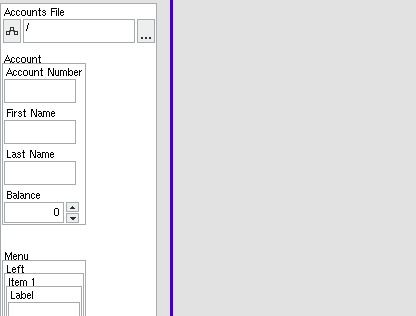 Accounts File
/
...
Account
Account Number
First Name
Last Name
Balance
0
Menu
Left
Item 1
Label